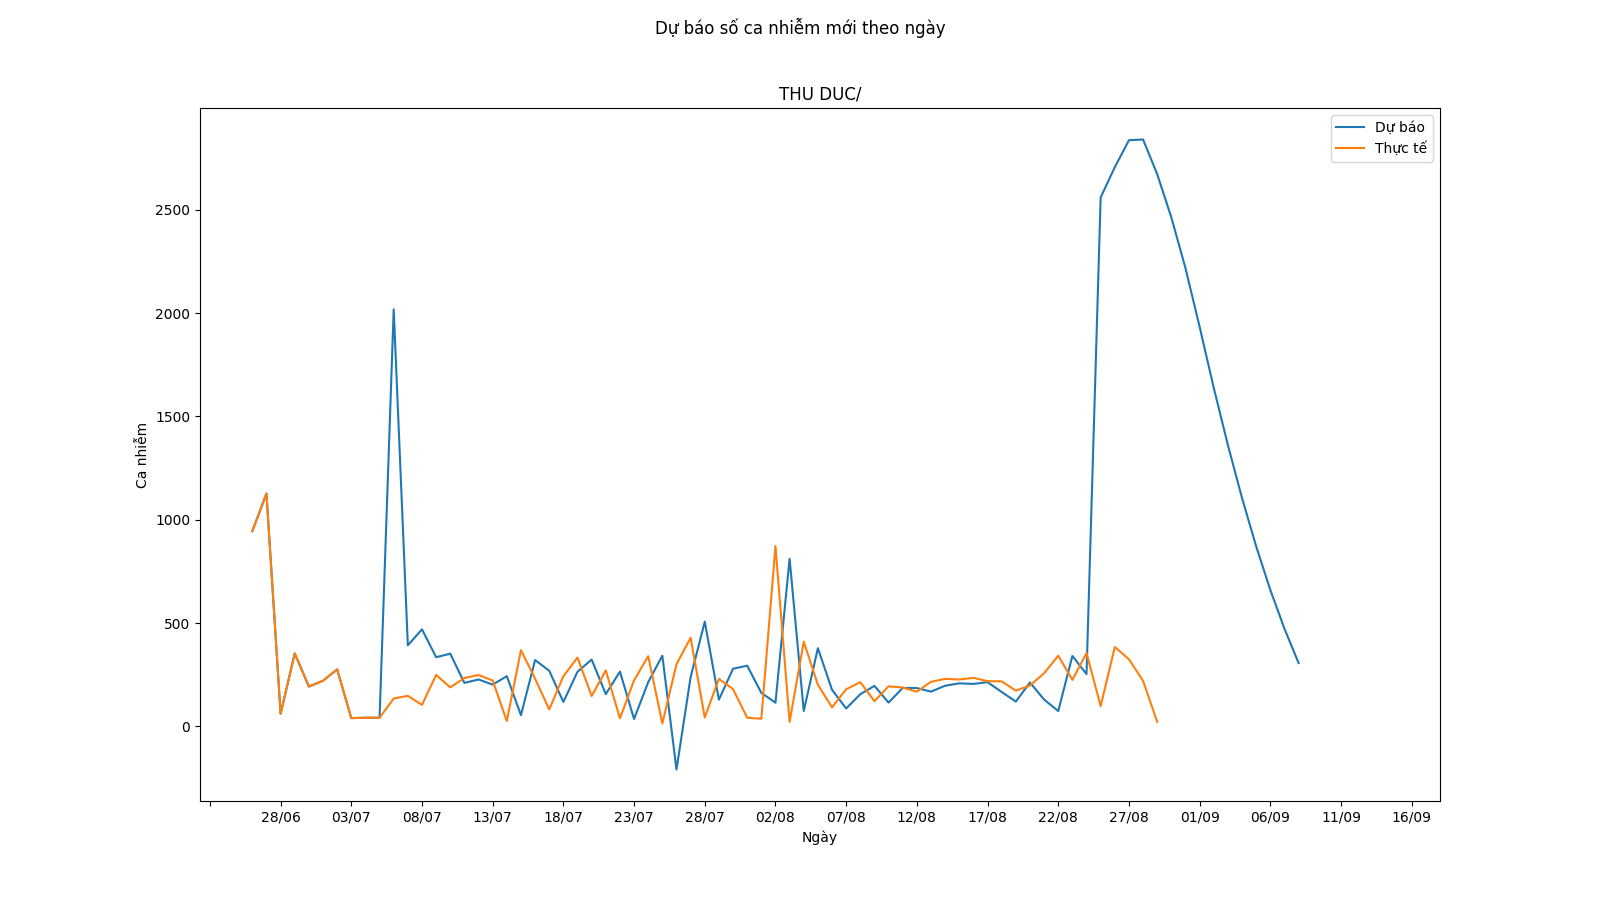 Dự báo số ca nhiễm mới theo ngày
THU DUC/
Dự báo
Thực tế
2500
2000
1500
1000
500
0
Ca nhiễm
28/06 03/07 08/07 13/07 18/07 23/07 28/07 02/08 07/08 12/08 17/08 22/08 27/08 01/09 06/09 11/09 16/09
Ngày